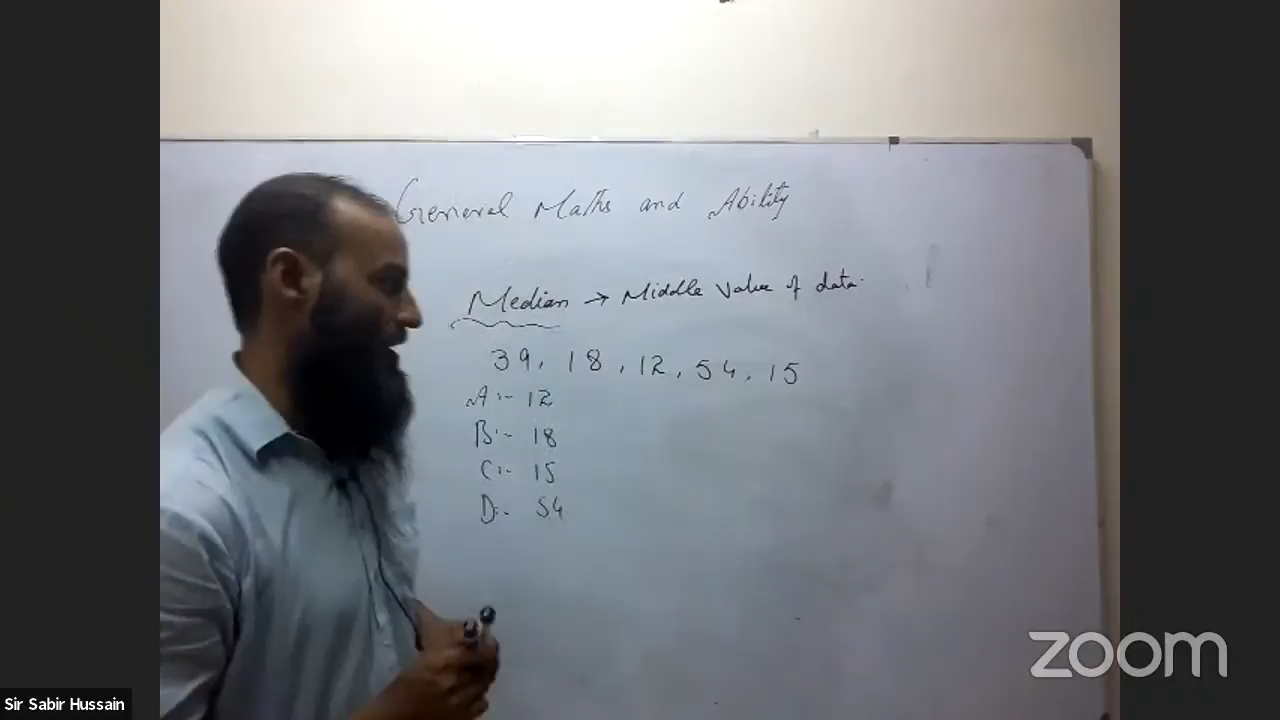 General Maths and Ability
Median → Middle Value of data.
39, 18, 12, 54, 15
A:- 12
B:- 18
C:- 15
D:- 54
zoom
Sir Sabir Hussain